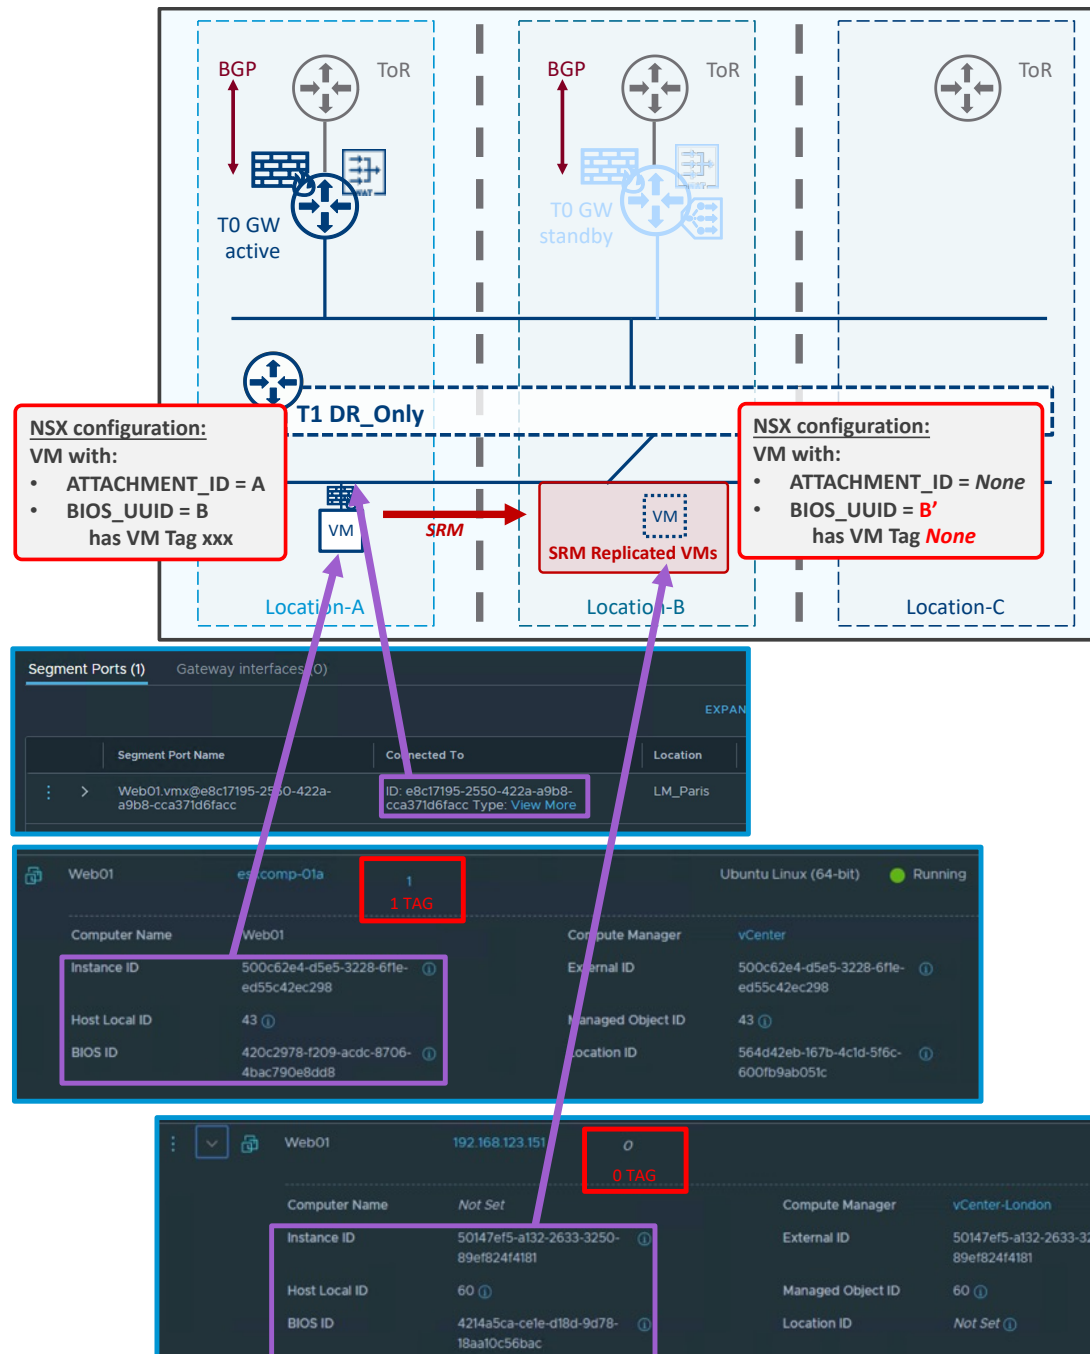 BGP
ToR
BGP
ToR
ToR
T0 GW
active
T0 GW
standby
T1 DR_Only
NSX configuration:
VM with:
• ATTACHMENT_ID = A
• BIOS_UUID = B
has VM Tag xxx
NSX configuration:
VM with:
• ATTACHMENT_ID = None
• BIOS_UUID = B’
has VM Tag None
VM
SRM
VM
SRM Replicated VMs
Location-A
Location-B
Location-C
Segment Ports (1) Gateway interfaces (0)
EXPAN
Segment Port Name Connected To Location
Web01.vmx@e8c17195-2550-422a- ID: e8c17195-2550-422a-a9b8- LM_Paris
a9b8-cca371d6facc cca371d6facc Type: View More
Web01 esxcomp-01a 1 Ubuntu Linux (64-bit) Running
1 TAG
Computer Name Web01 Compute Manager vCenter
Instance ID 500c62e4-d5e5-3228-6f1e- External ID 500c62e4-d5e5-3228-6f1e-
ed55c42ec298 ed55c42ec298
Host Local ID 43 Managed Object ID 43
BIOS ID 420c2978-f209-acdc-8706- Location ID 564d42eb-167b-4c1d-5f6c-
4bac790e8dd8 600fb9ab051c
Web01 192.168.123.151 0
0 TAG
Computer Name Not Set Compute Manager vCenter-London
Instance ID 50147ef5-a132-2633-3250- External ID 50147ef5-a132-2633-32
89ef824f4181 89ef824f4181
Host Local ID 60 Managed Object ID 60
BIOS ID 4214a5ca-ce1e-d18d-9d78- Location ID Not Set
18aa10c56bac